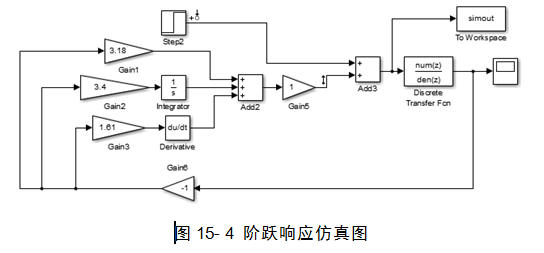 Step2
simout
To Workspace
3.18
Gain1
3.4
Gain2
1
s
Integrator
+
+
+
Add2
1
Gain5
+
+
Add3
num(z)
den(z)
Discrete
Transfer Fcn
1.61
Gain3
du/dt
Derivative
Gain6
-1
图 15- 4 阶跃响应仿真图